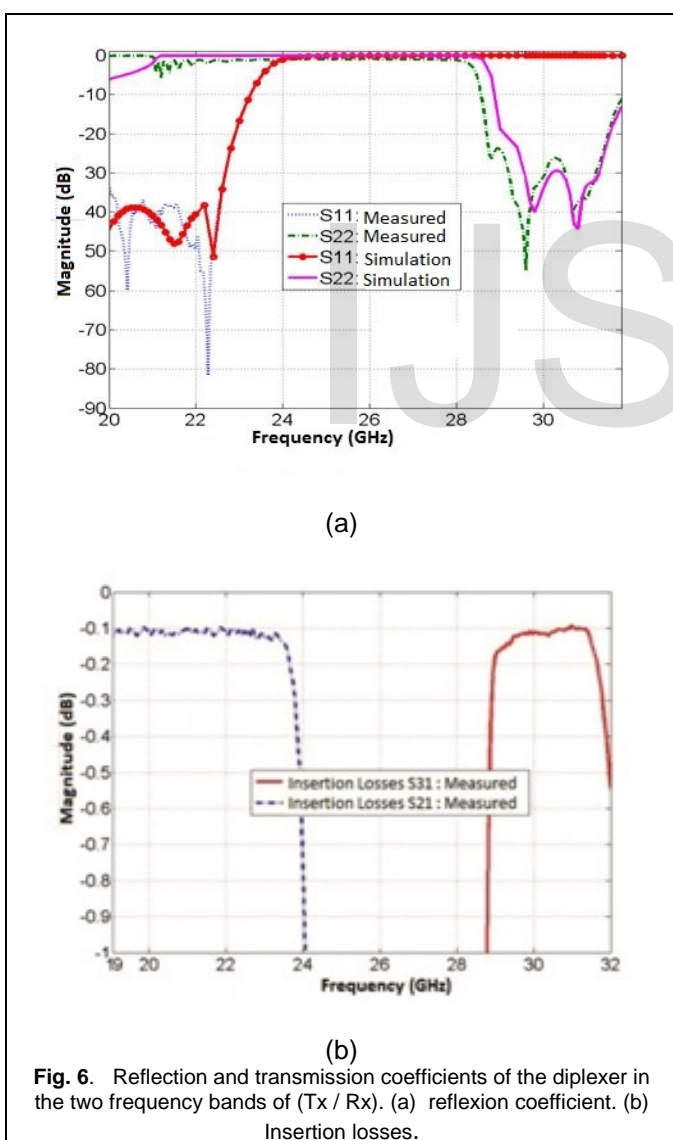 0
-10
-20
30
40
50
60
-70
-80
-90
Magnitude (dB)
S11: Measured
S22: Measured
S11: Simulation
S22: Simulation
IJS
20
22
24
26
28
30
Frequency (GHz)
(a)
0
-0.1
-0.2
-0.3
-0.4
-0.5
-0.6
-0.7
-0.8
-0.9
-1
Magnitude (dB)
Insertion Losses S31 : Measured
Insertion Losses S21 : Measured
19
20
22
24
26
28
30
32
Frequency (GHz)
(b)
Fig. 6. Reflection and transmission coefficients of the diplexer in
the two frequency bands of (Tx / Rx). (a) reflexion coefficient. (b)
Insertion losses.